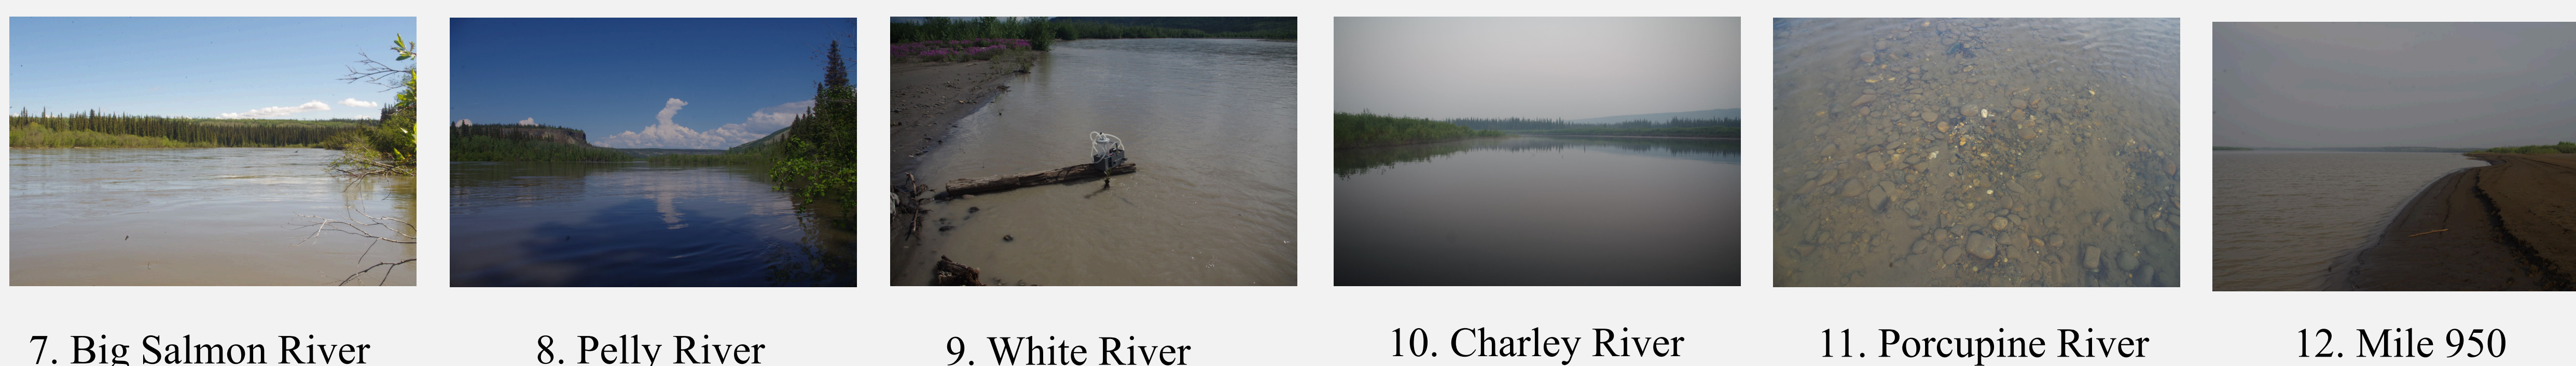 7. Big Salmon River
8. Pelly River
9. White River
10. Charley River
11. Porcupine River
12. Mile 950